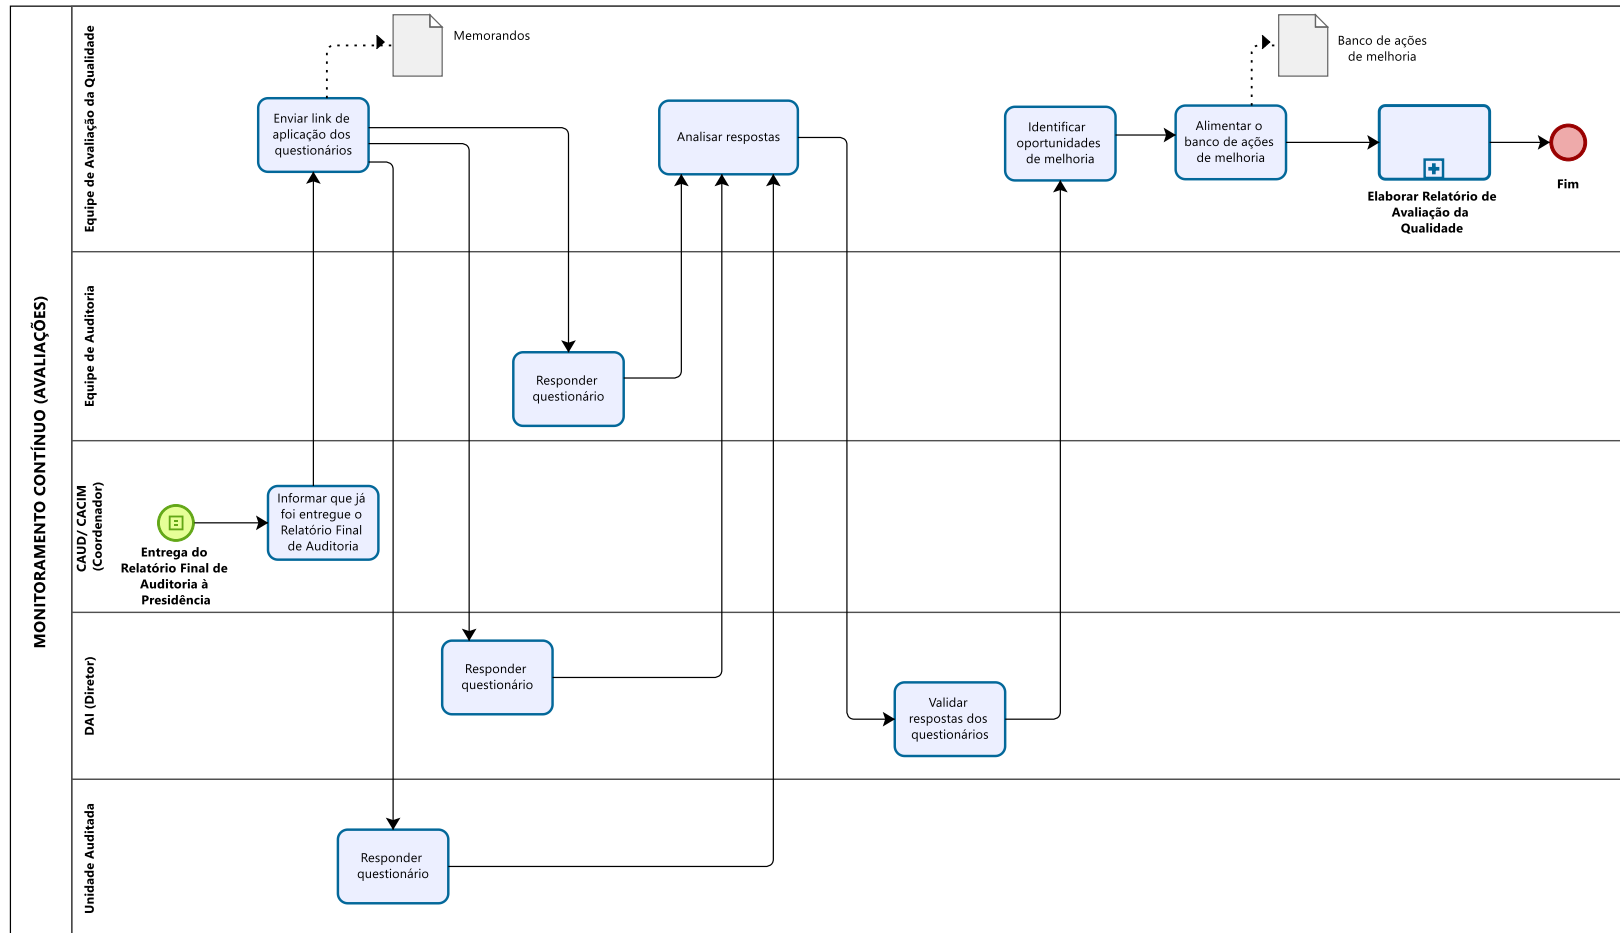 MONITORAMENTO CONTÍNUO (AVALIAÇÕES)
Equipe de Avaliação da Qualidade
Memorandos
Banco de ações
de melhoria
Enviar link de
aplicação dos
questionários
Analisar respostas
Identificar
oportunidades
de melhoria
Alimentar o
banco de ações
de melhoria
Elaborar Relatório de
Avaliação da
Qualidade
Fim
Equipe de Auditoria
Responder
questionário
CAUD/ CACIM
(Coordenador)
Entrega do
Relatório Final de
Auditoria à
Presidência
Informar que já
foi entregue o
Relatório Final
de Auditoria
DAI (Diretor)
Responder
questionário
Validar
respostas dos
questionários
Unidade Auditada
Responder
questionário